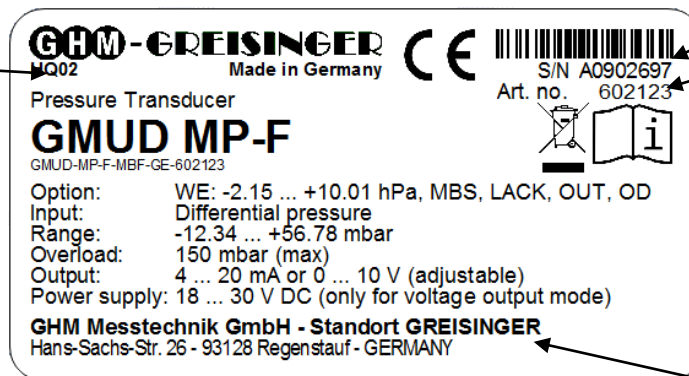 GHM-GREISINGER
HQ02 Made in Germany
S/N A0902697
Art. no. 602123
Pressure Transducer
GMUD MP-F
GMUD-MP-F-MBF-GE-602123
i
Option: WE: -2.15 ... +10.01 hPa, MBS, LACK, OUT, OD
Input: Differential pressure
Range: -12.34 ... +56.78 mbar
Overload: 150 mbar (max)
Output: 4 ... 20 mA or 0 ... 10 V (adjustable)
Power supply: 18 ... 30 V DC (only for voltage output mode)
GHM Messtechnik GmbH - Standort GREISINGER
Hans-Sachs-Str. 26 - 93128 Regenstauf - GERMANY